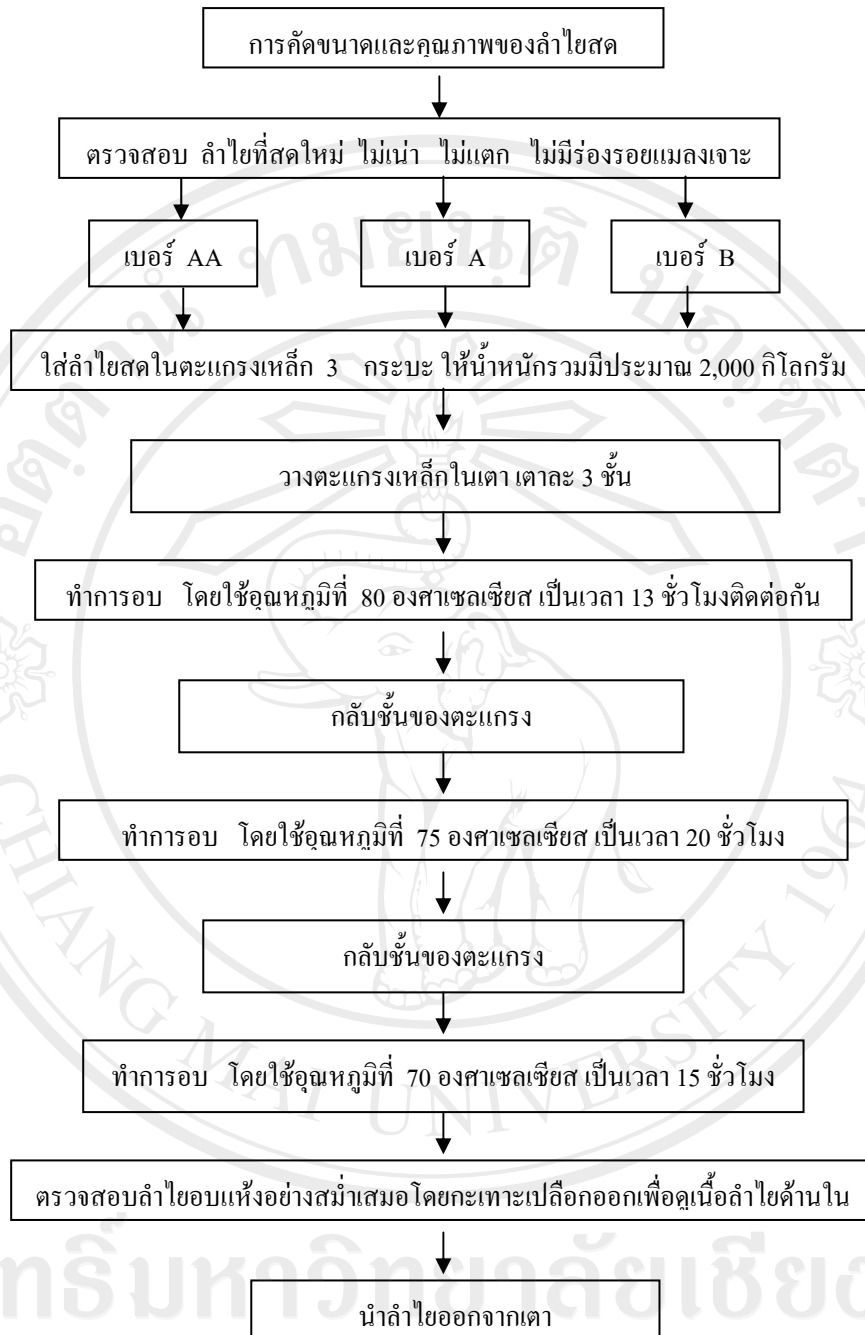 การคัดขนาดและคุณภาพของลำไยสด
ตรวจสอบ ลำไยที่สดใหม่ ไม่เน่า ไม่แตก ไม่มีร่องรอยแมลงเจาะ
เบอร์ AA
เบอร์ A
เบอร์ B
ใส่ลำไยสดในตะแกรงเหล็ก 3 กระบะ ให้น้ำหนักรวมมีประมาณ 2,000 กิโลกรัม
วางตะแกรงเหล็กในเตา เตาละ 3 ชั้น
ทำการอบ โดยใช้อุณหภูมิที่ 80 องศาเซลเซียส เป็นเวลา 13 ชั่วโมงติดต่อกัน
กลับชั้นของตะแกรง
ทำการอบ โดยใช้อุณหภูมิที่ 75 องศาเซลเซียส เป็นเวลา 20 ชั่วโมง
กลับชั้นของตะแกรง
ทำการอบ โดยใช้อุณหภูมิที่ 70 องศาเซลเซียส เป็นเวลา 15 ชั่วโมง
ตรวจสอบลำไยอบแห้งอย่างสม่ำเสมอโดยกะเทาะเปลือกออกเพื่อดูเนื้อลำไยด้านใน
นำลำไยออกจากเตา
CHIANG MAI UNIVERSITY 1964